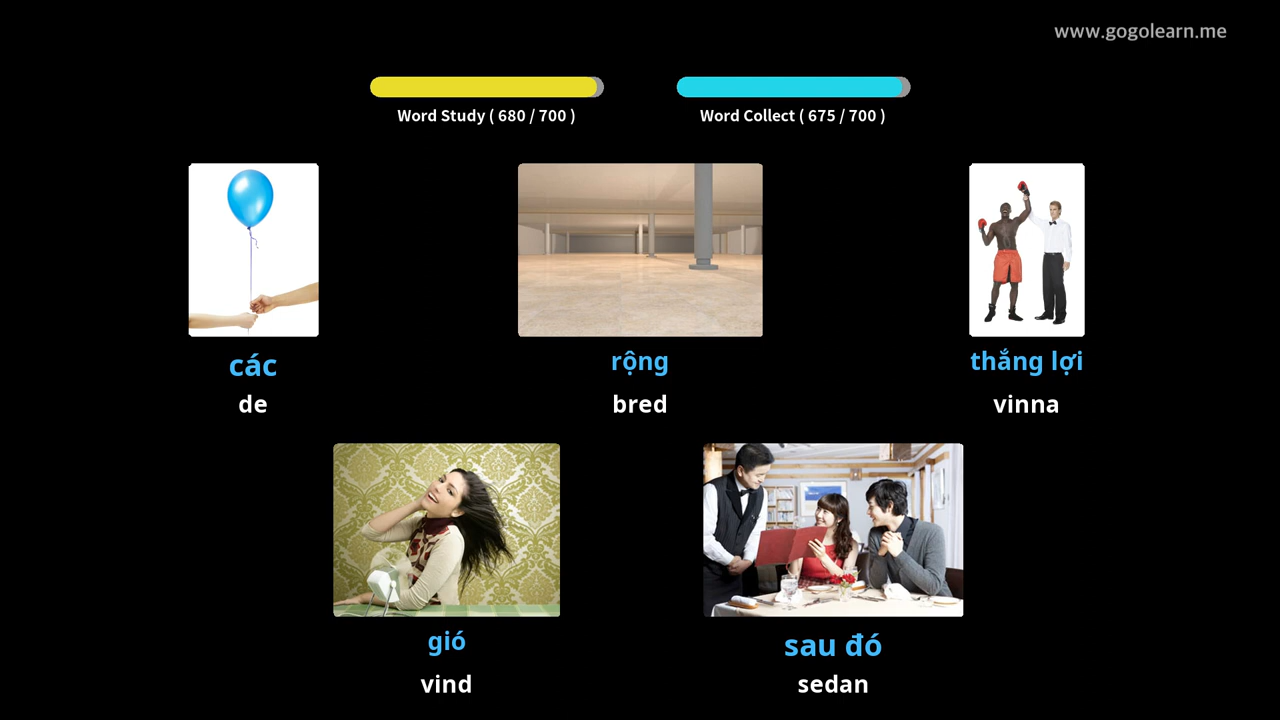 www.gogolearn.me
Word Study ( 680 / 700 )
Word Collect ( 675 / 700 )
các
de
rộng
bred
thắng lợi
vinna
gió
vind
sau đó
sedan